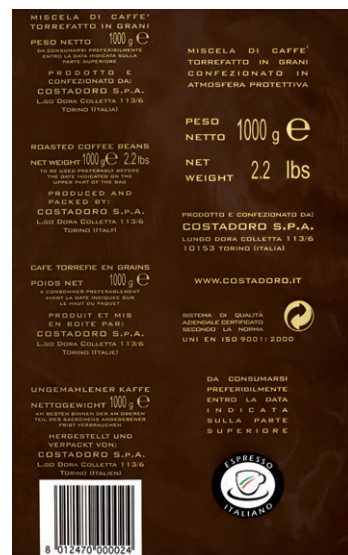 MISCELA DI CAFFE'
TORREFATTO IN GRANI
PESO NETTO 1000 g e
DA CONSUMARSI PREFERIBILMENTE
ENTRO LA DATA INDICATA SULLA
PARTE SUPERIORE
PRODOTTO E
CONFEZIONATO DA:
COSTADORO S.P.A.
L.GO DORA COLLETTA 113/6
TORINO (ITALIA)
ROASTED COFFEE BEANS
NET WEIGHT 1000 g e 2.2 lbs
TO BE USED PREFERABLY BEFORE
THE DATE INDICATED ON THE
UPPER PART OF THE BAG
PRODUCED AND
PACKED BY:
COSTADORO S.P.A.
L.GO DORA COLLETTA 113/6
TORINO (ITALY)
CAFE TORREFIE EN GRAINS
POIDS NET 1000 g e
A CONSOMMER PREFERABLEMENT
AVANT LA DATE INDIQUEE SUR
LE HAUT DU PAQUET
PRODUIT ET MIS
EN BOITE PAR:
COSTADORO S.P.A.
L.GO DORA COLLETTA 113/6
TORINO (ITALIE)
UNGEMAHLENER KAFFE
NETTOGEWICHT 1000 g e
AM BESTEN BINNEN DER AM OBEREN
TEIL DES SACKCHENS ANGEGEBENER
FRIST VERBRAUCHEN
HERGESTELLT UND
VERPACKT VON:
COSTADORO S.P.A.
L.GO DORA COLLETTA 113/6
TORINO (ITALIEN)
8 012470 000024
MISCELA DI CAFFE'
TORREFATTO IN GRANI
CONFEZIONATO IN
ATMOSFERA PROTETTIVA
PESO
NETTO 1000 g e
NET
WEIGHT 2.2 lbs
PRODOTTO E CONFEZIONATO DA:
COSTADORO S.P.A.
LUNGO DORA COLLETTA 113/6
10153 TORINO (ITALIA)
WWW.COSTADORO.IT
SISTEMA DI QUALITÀ
AZIENDALE CERTIFICATO
SECONDO LA NORMA
UNI EN ISO 9001: 2000
DA CONSUMARSI
PREFERIBILMENTE
ENTRO LA DATA
INDICATA
SULLA PARTE
SUPERIORE
ESPRESSO
ITALIANO